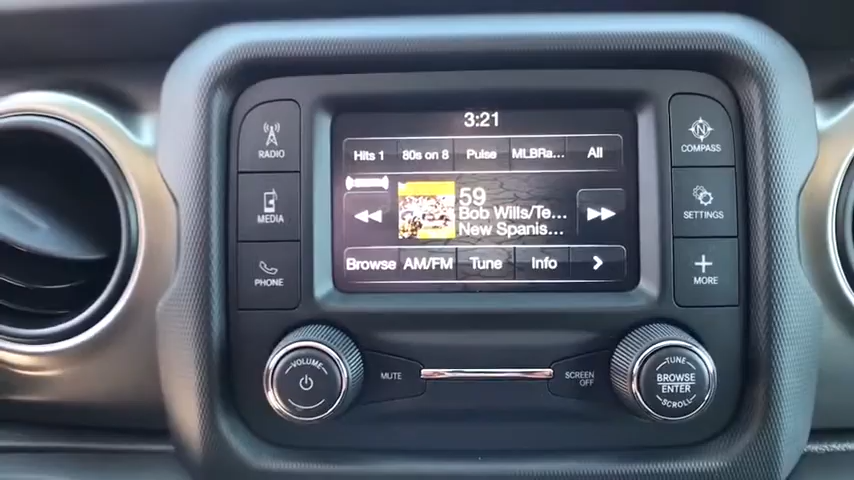 3:21
Hits 1 80s on 8 Pulse MLBRa... All
59
Bob Wills/Te...
New Spanis...
Browse AM/FM Tune Info
RADIO
MEDIA
PHONE
N
COMPASS
SETTINGS
MORE
VOLUME
MUTE
SCREEN
OFF
TUNE
BROWSE
ENTER
SCROLL